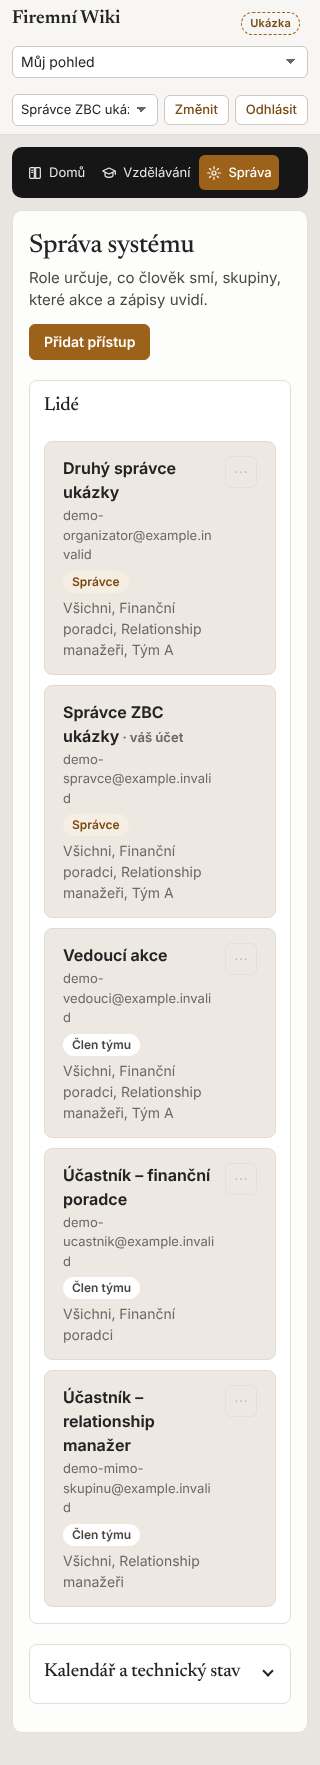 Firemní Wiki
Ukázka
Můj pohled
Správce ZBC uká:
Změnit
Odhlásit
Domů
Vzdělávání
Správa
Správa systému
Role určuje, co člověk smí, skupiny,
které akce a zápisy uvidí.
Přidat přístup
Lidé
Druhý správce
ukázky
...
demo-
organizator@example.in
valid
Správce
Všichni, Finanční
poradci, Relationship
manažeři, Tým A
Správce ZBC
ukázky · váš účet
demo-
spravce@example.invali
d
Správce
Všichni, Finanční
poradci, Relationship
manažeři, Tým A
Vedoucí akce
...
demo-
vedouci@example.invali
d
Člen týmu
Všichni, Finanční
poradci, Relationship
manažeři, Tým A
Účastník – finanční
poradce
...
demo-
ucastnik@example.invali
d
Člen týmu
Všichni, Finanční
poradci
Účastník –
relationship
manažer
...
demo-mimo-
skupinu@example.invali
d
Člen týmu
Všichni, Relationship
manažeři
Kalendář a technický stav